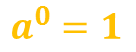 a⁰ = 1